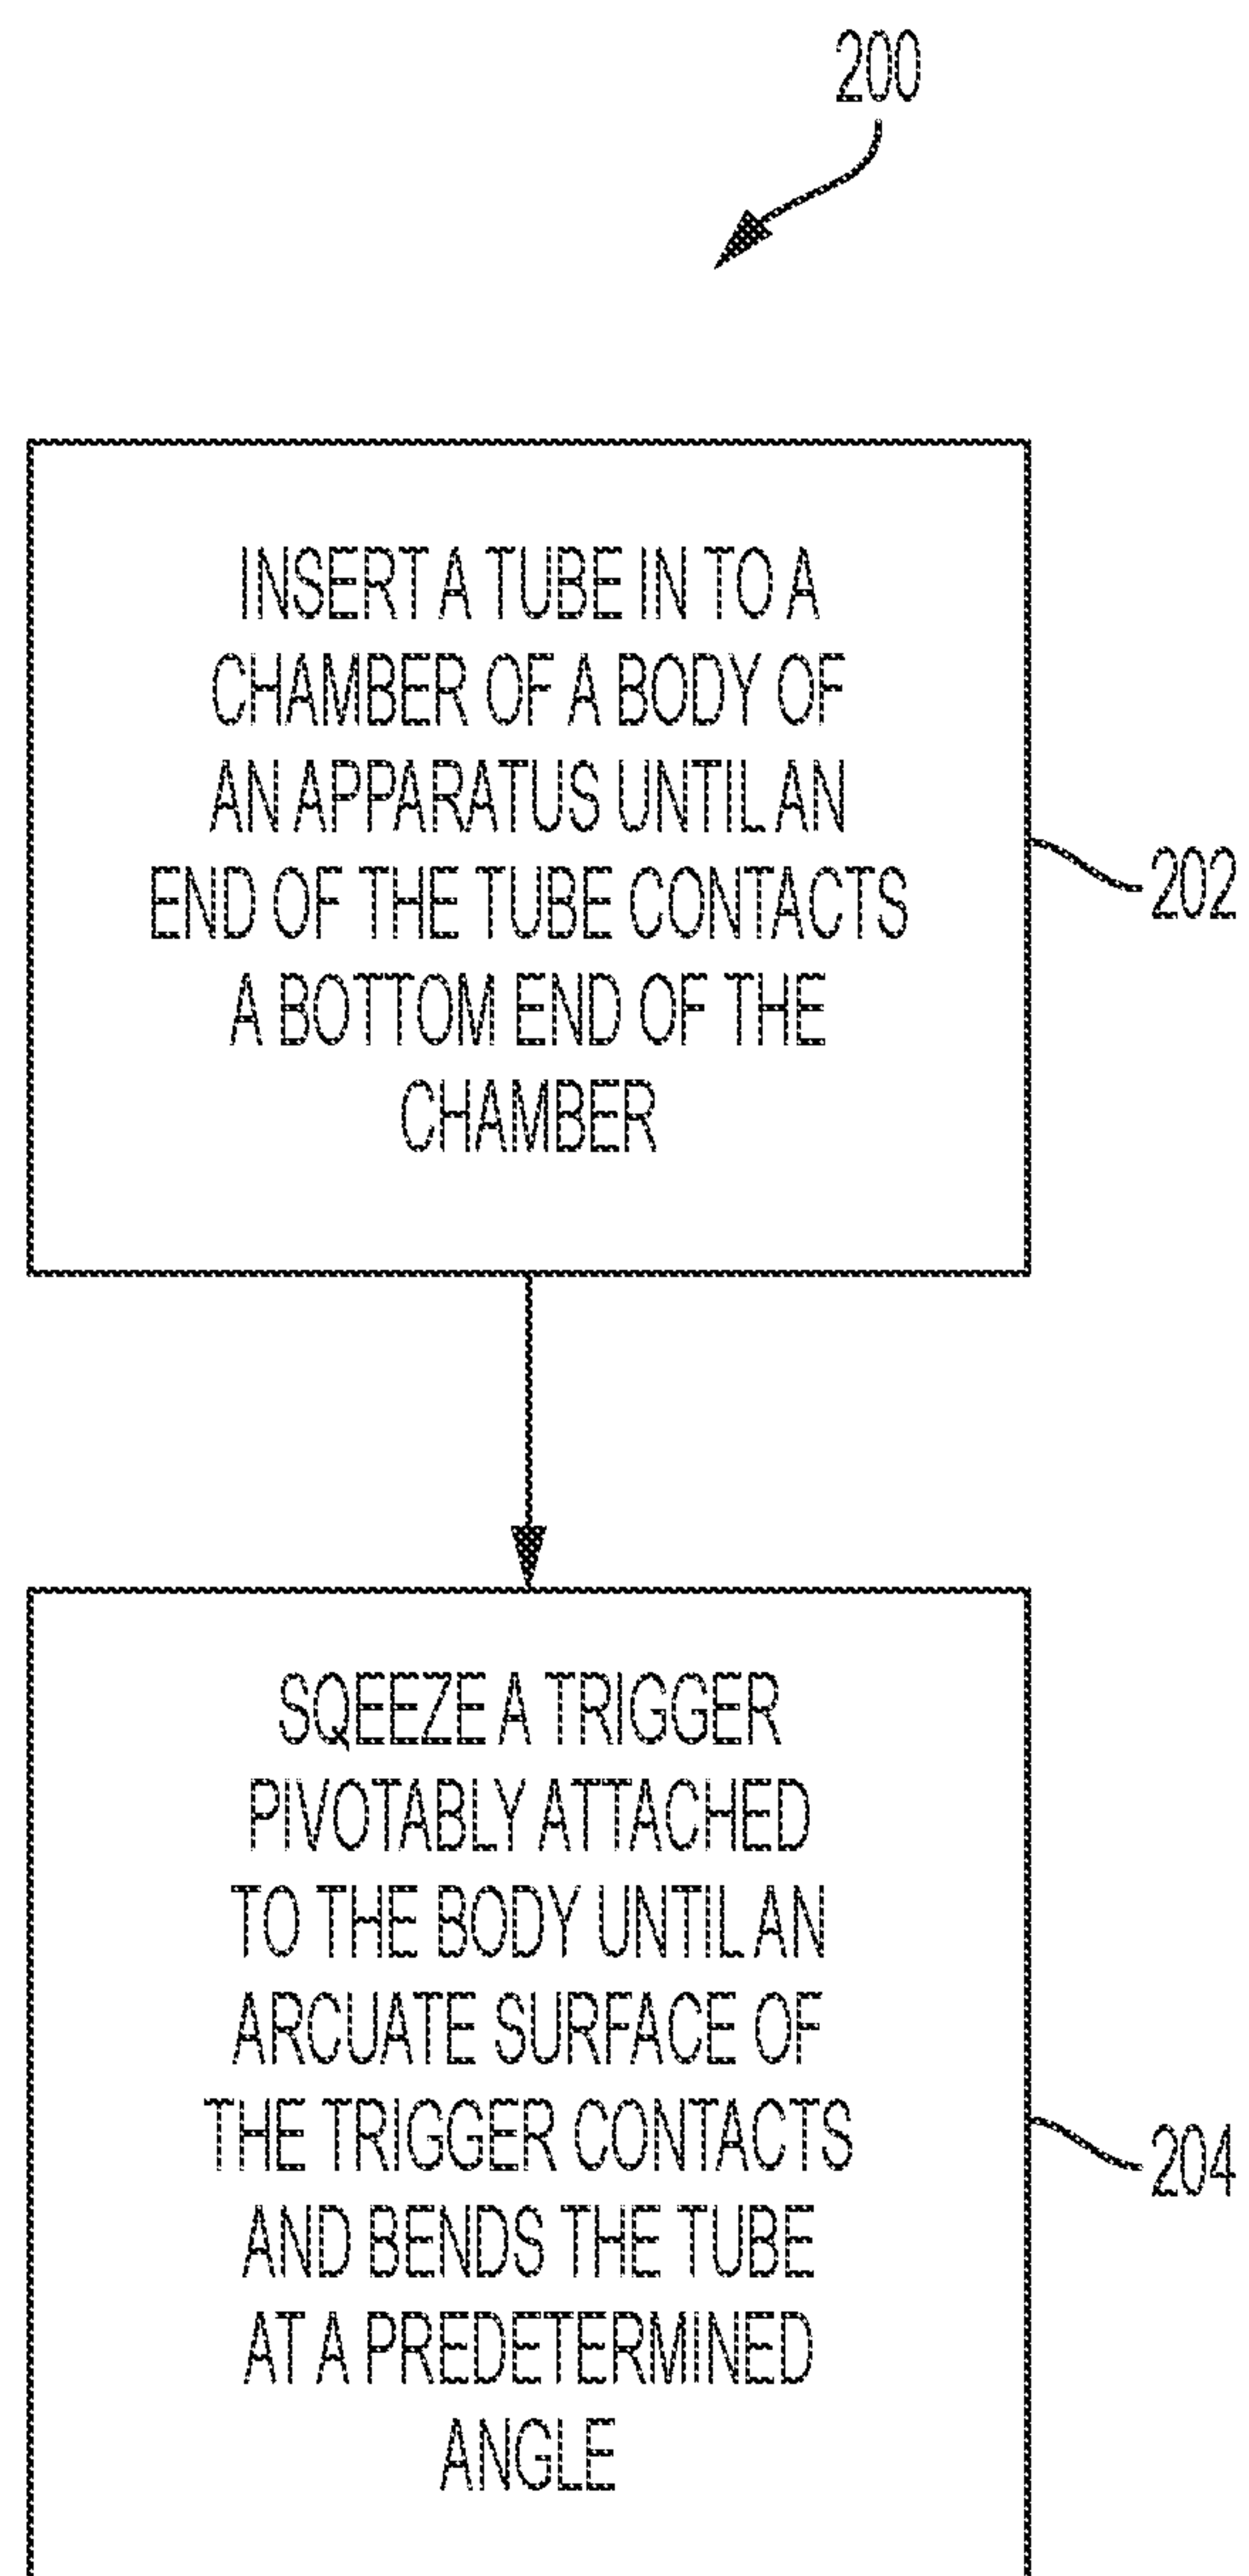 200
INSERT A TUBE IN TO A
CHAMBER OF A BODY OF
AN APPARATUS UNTIL AN
END OF THE TUBE CONTACTS
A BOTTOM END OF THE
CHAMBER
202
SQEEZE A TRIGGER
PIVOTABLY ATTACHED
TO THE BODY UNTIL AN
ARCUATE SURFACE OF
THE TRIGGER CONTACTS
AND BENDS THE TUBE
AT A PREDETERMINED
ANGLE
204